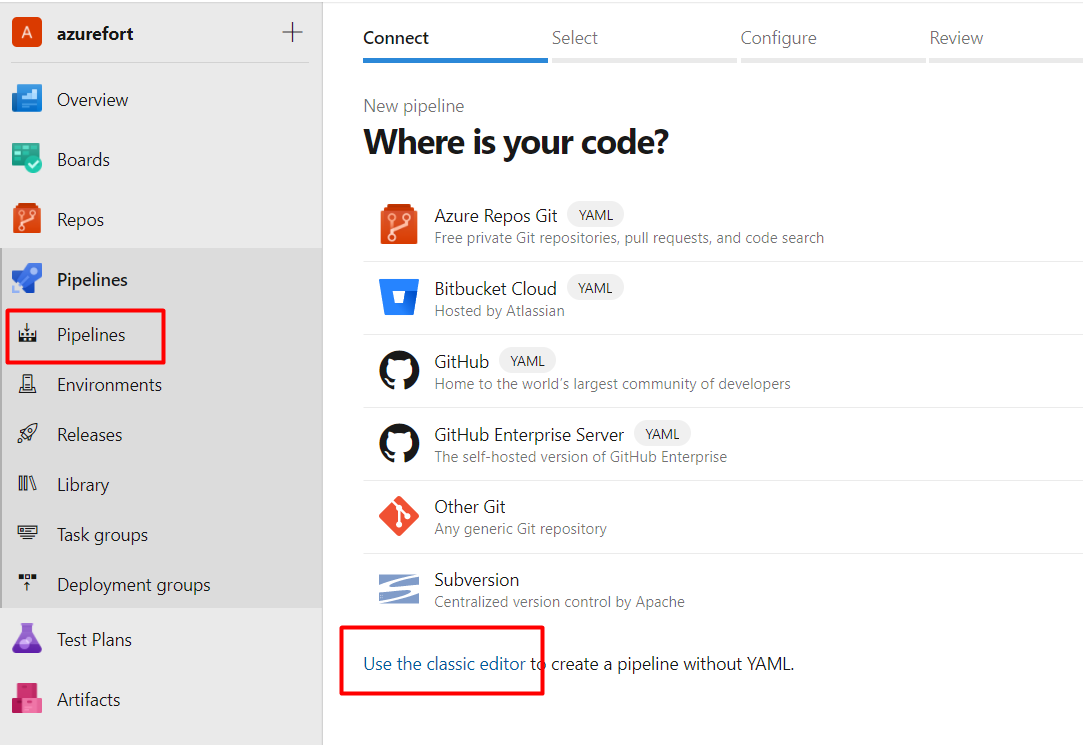 A azurefort +
Overview
Boards
Repos
Pipelines
Pipelines
Environments
Releases
Library
Task groups
Deployment groups
Test Plans
Artifacts
Connect Select Configure Review
New pipeline
Where is your code?
Azure Repos Git YAML
Free private Git repositories, pull requests, and code search
Bitbucket Cloud YAML
Hosted by Atlassian
GitHub YAML
Home to the world's largest community of developers
GitHub Enterprise Server YAML
The self-hosted version of GitHub Enterprise
Other Git
Any generic Git repository
Subversion
Centralized version control by Apache
Use the classic editor to create a pipeline without YAML.